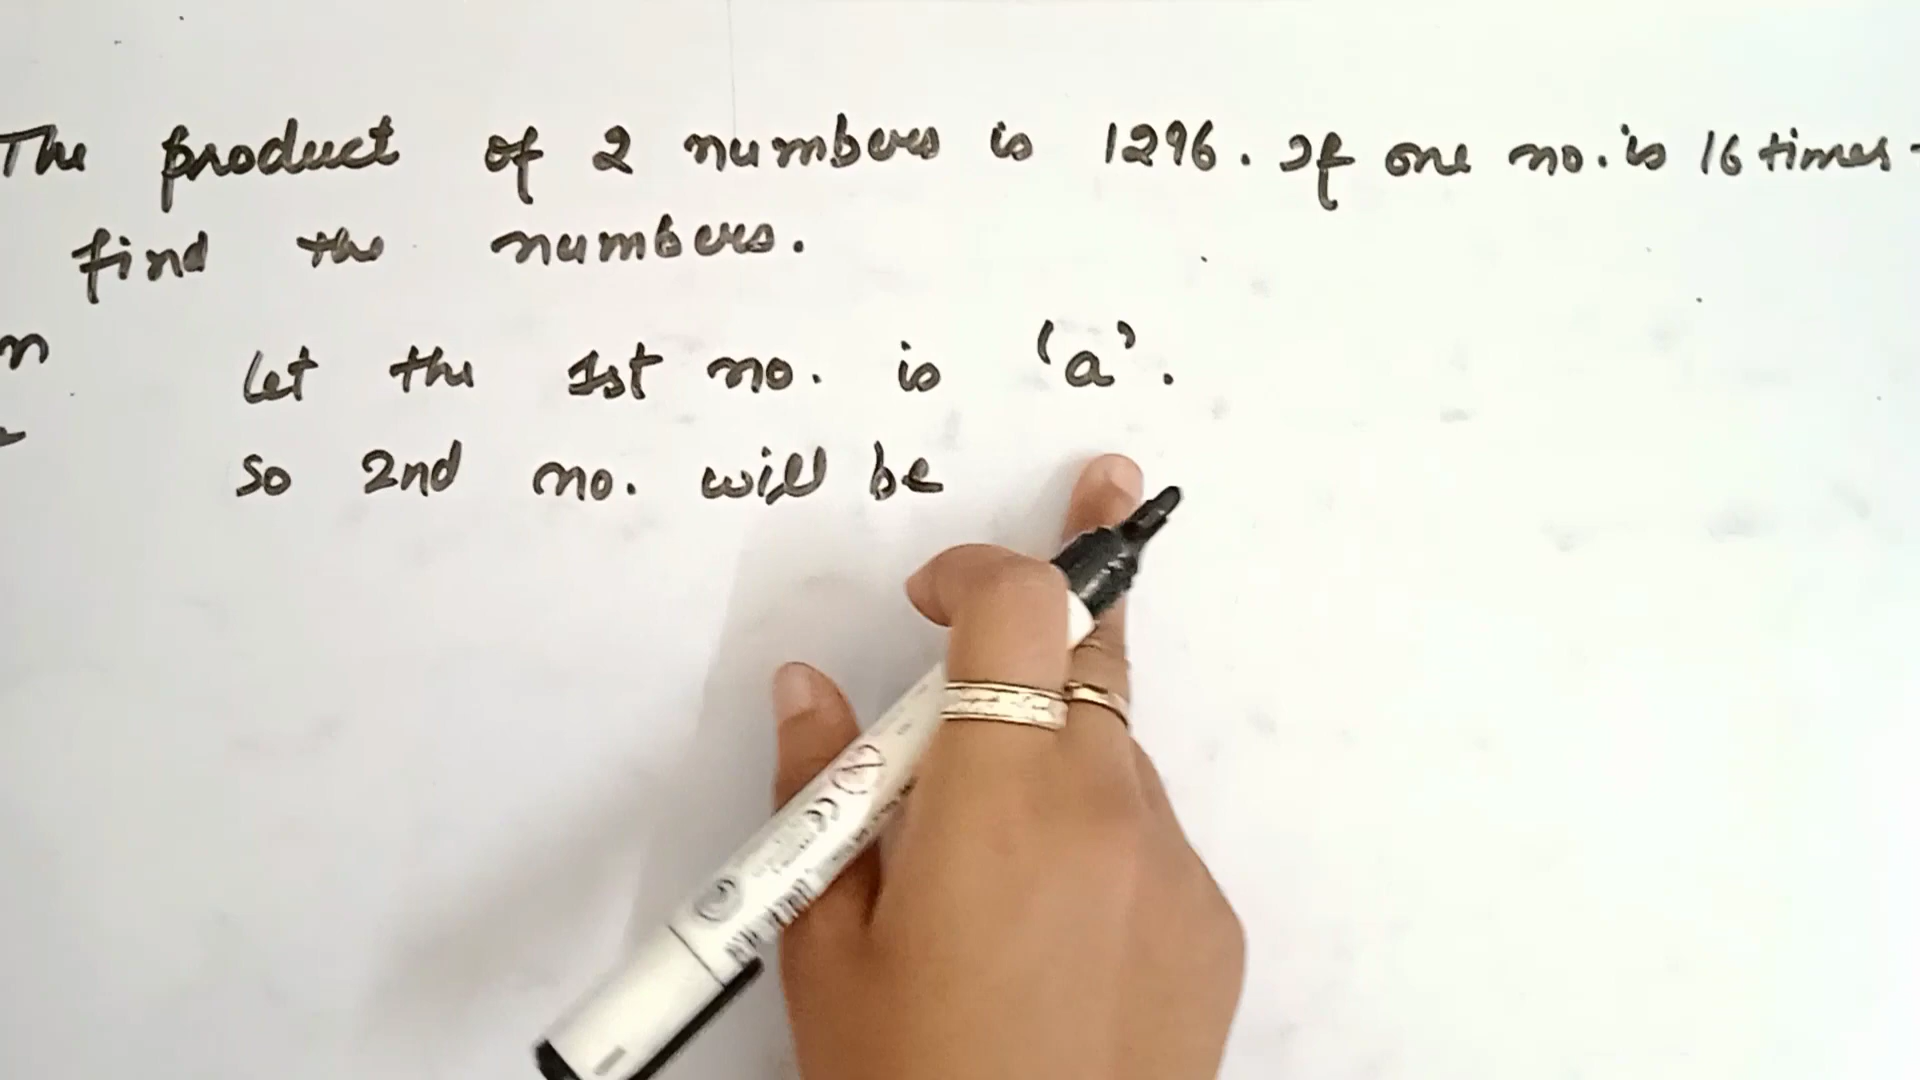 The product of 2 numbers is 1296. If one no. is 16 times
find the numbers.
n
Let the 1st no. is 'a'.
So 2nd no. will be
CE